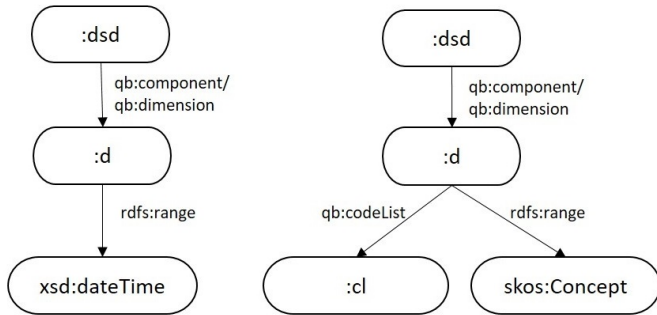 :dsd
qb:component/
qb:dimension
:d
rdfs:range
xsd:dateTime
:dsd
qb:component/
qb:dimension
:d
qb:codeList
rdfs:range
:cl
skos:Concept